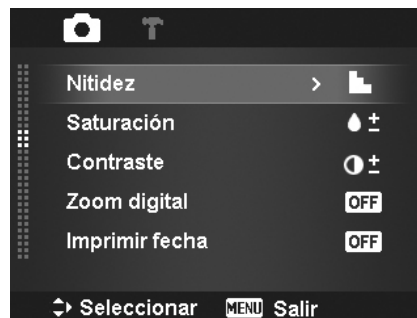 Nitidez
Saturación
Contraste
Zoom digital OFF
Imprimir fecha OFF
Seleccionar MENU Salir